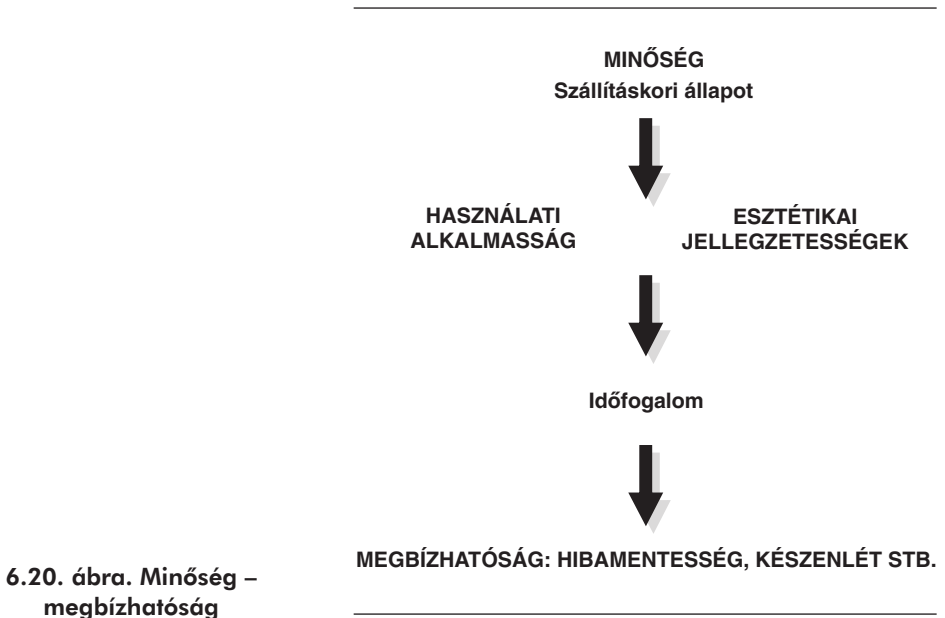 MINŐSÉG
Szállításkori állapot
HASZNÁLATI
ALKALMASSÁG
ESZTÉTIKAI
JELLEGZETESSÉGEK
Időfogalom
MEGBÍZHATÓSÁG: HIBAMENTESSÉG, KÉSZENLÉT STB.
6.20. ábra. Minőség –
megbízhatóság